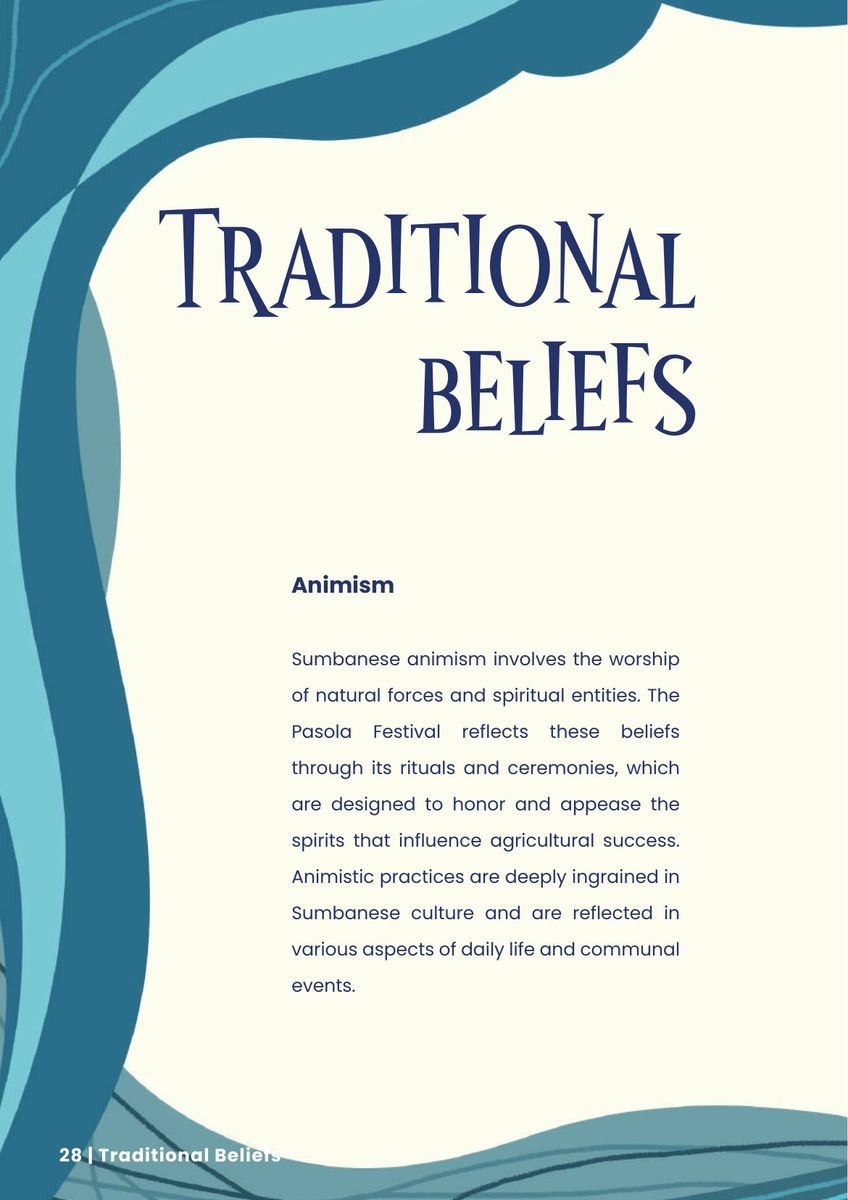 TRADITIONAL
BELIEFS
Animism
Sumbanese animism involves the worship
of natural forces and spiritual entities. The
Pasola Festival reflects these beliefs
through its rituals and ceremonies, which
are designed to honor and appease the
spirits that influence agricultural success.
Animistic practices are deeply ingrained in
Sumbanese culture and are reflected in
various aspects of daily life and communal
events.
28 | Traditional Beliefs